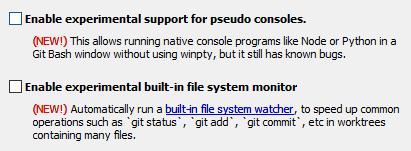 Enable experimental support for pseudo consoles.
(NEW!) This allows running native console programs like Node or Python in a
Git Bash window without using winpty, but it still has known bugs.
Enable experimental built-in file system monitor
(NEW!) Automatically run a built-in file system watcher, to speed up common
operations such as `git status`, `git add`, `git commit`, etc in worktrees
containing many files.